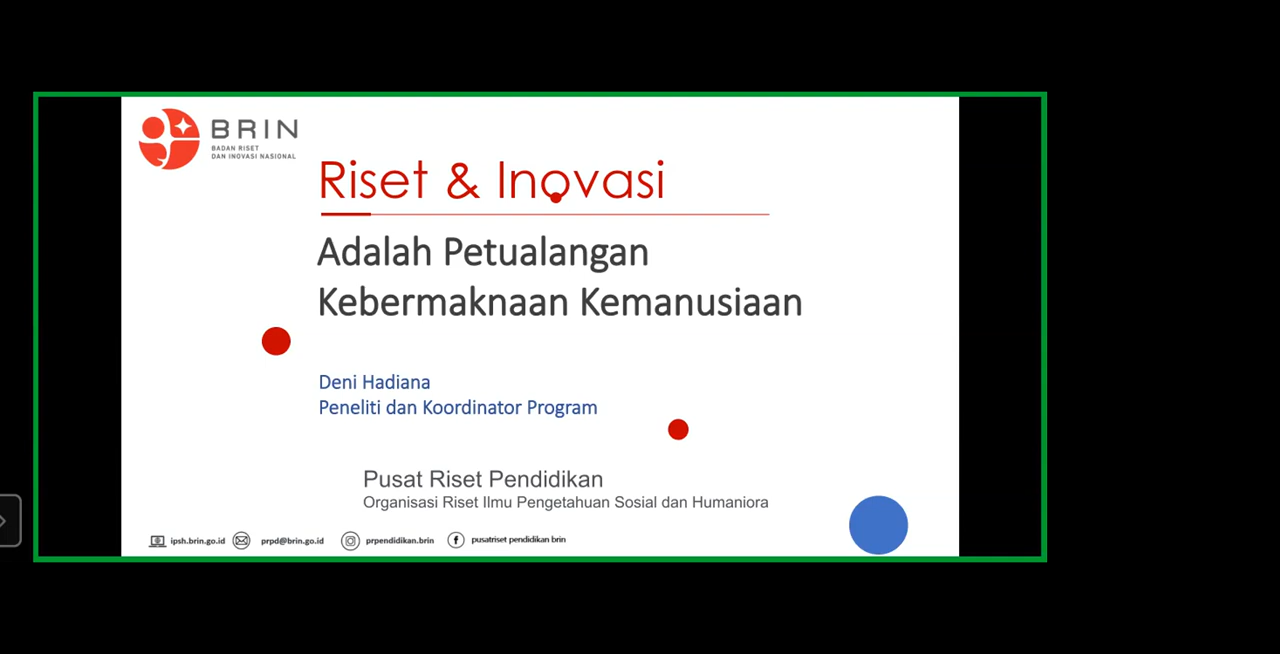 BRIN
BADAN RISET
DAN INOVASI NASIONAL
Riset & Inovasi
Adalah Petualangan
Kebermaknaan Kemanusiaan
Deni Hadiana
Peneliti dan Koordinator Program
Pusat Riset Pendidikan
Organisasi Riset Ilmu Pengetahuan Sosial dan Humaniora
ipsh.brin.go.id prpd@brin.go.id prpendidikan.brin pusatriset pendidikan brin